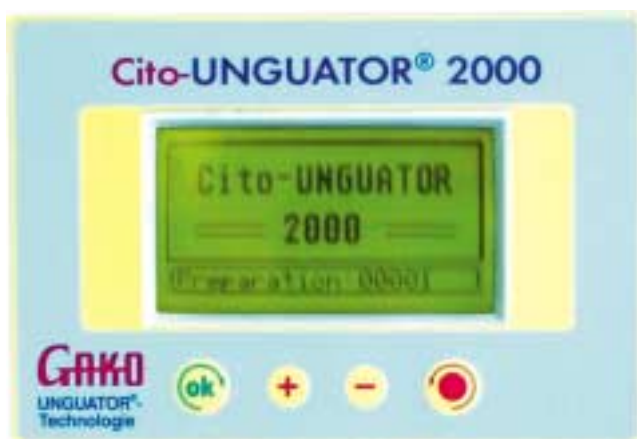 Cito-UNGUATOR® 2000
Cito-UNGUATOR
2000
Preparation 00001
GAKO
UNGUATOR®-
Technologie
ok + -